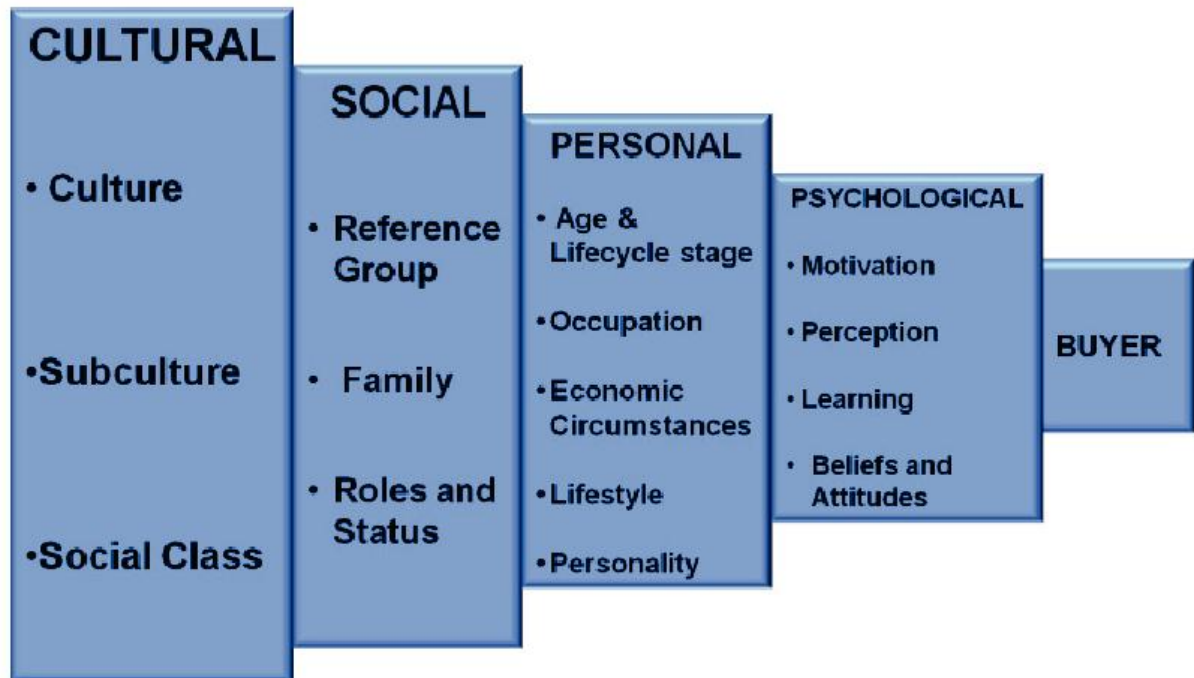 CULTURAL
• Culture
•Subculture
•Social Class
SOCIAL
• Reference
Group
• Family
• Roles and
Status
PERSONAL
• Age &
Lifecycle stage
•Occupation
•Economic
Circumstances
•Lifestyle
•Personality
PSYCHOLOGICAL
• Motivation
• Perception
• Learning
• Beliefs and
Attitudes
BUYER